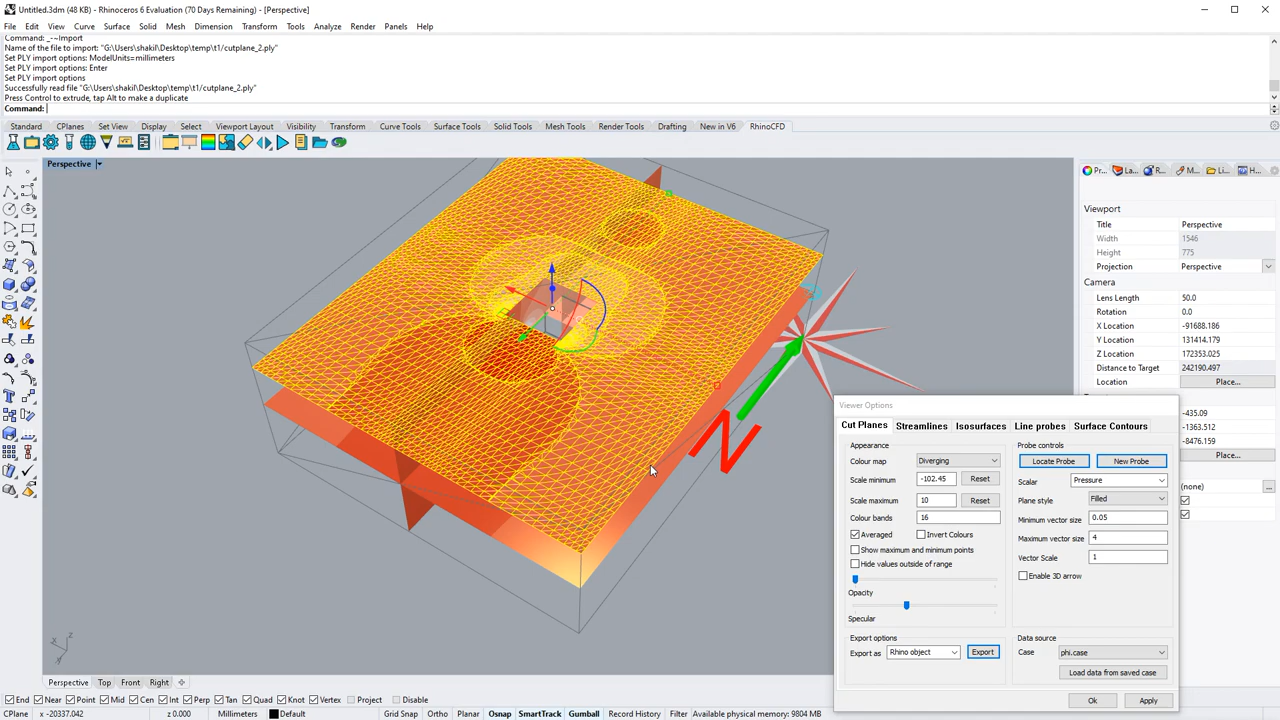 Untitled.3dm (48 KB) - Rhinoceros 6 Evaluation (70 Days Remaining) - [Perspective]
File Edit View Curve Surface Solid Mesh Dimension Transform Tools Analyze Render Panels Help
Command: _-~Import
Name of the file to import: "G:\Users\shakil\Desktop\temp\t1/cutplane_2.ply"
Set PLY import options: ModelUnits=millimeters
Set PLY import options: Enter
Set PLY import options
Successfully read file "G:\Users\shakil\Desktop\temp\t1/cutplane_2.ply"
Press Control to extrude, tap Alt to make a duplicate
Command:
Standard CPlanes Set View Display Select Viewport Layout Visibility Transform Curve Tools Surface Tools Solid Tools Mesh Tools Render Tools Drafting New in V6 RhinoCFD
Perspective
Pr... La... R... M... Li... H...
Viewport
Title Perspective
Width 1546
Height 775
Projection Perspective
Camera
Lens Length 50.0
Rotation 0.0
X Location -91688.186
Y Location 131414.179
Z Location 172353.025
Distance to Target 242190.497
Location Place...
-435.09
-1363.512
-8476.159
Place...
(none) ...
N
Viewer Options
Cut Planes Streamlines Isosurfaces Line probes Surface Contours
Appearance
Colour map Diverging
Scale minimum -102.45 Reset
Scale maximum 10 Reset
Colour bands 16
Averaged Invert Colours
Show maximum and minimum points
Hide values outside of range
Opacity
Specular
Export options
Export as Rhino object Export
Probe controls
Locate Probe New Probe
Scalar Pressure
Plane style Filled
Minimum vector size 0.05
Maximum vector size 4
Vector Scale 1
Enable 3D arrow
Data source
Case phi.case
Load data from saved case
Ok Apply
z
x
y
Perspective Top Front Right
End Near Point Mid Cen Int Perp Tan Quad Knot Vertex Project Disable
CPlane x -20337.042 z 0.000 Millimeters Default Grid Snap Ortho Planar Osnap SmartTrack Gumball Record History Filter Available physical memory: 9804 MB